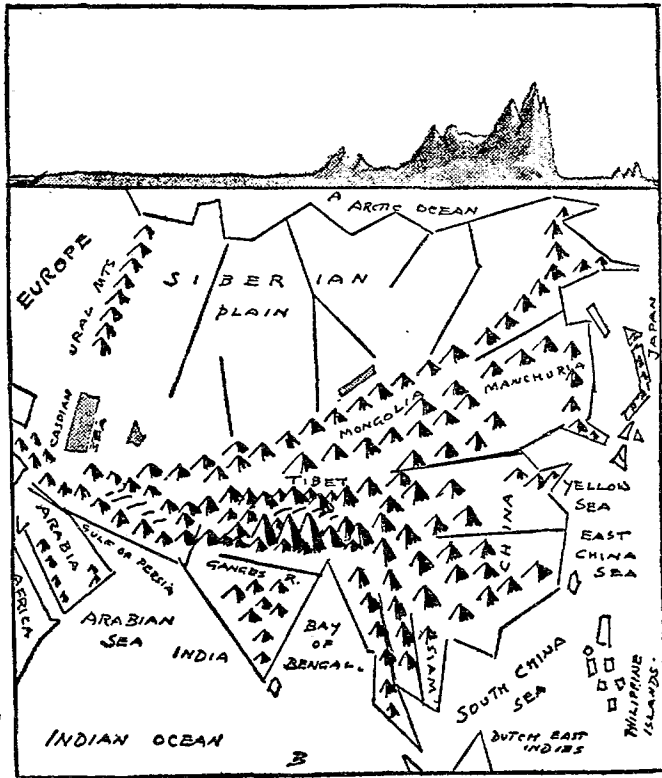 A
ARCTIC OCEAN
EUROPE
URAL MTS
SIBERIAN
PLAIN
JAPAN
CASPIAN
SEA
MONGOLIA
MANCHURIA
TIBET
YELLOW
SEA
CHINA
EAST
CHINA
SEA
ARABIA
GULF OF PERSIA
AFRICA
GANGES R.
ARABIAN
SEA
INDIA
BAY
OF
BENGAL.
SIAM
SOUTH CHINA
SEA
PHILIPPINE
ISLANDS.
DUTCH EAST
INDIES
INDIAN OCEAN
B